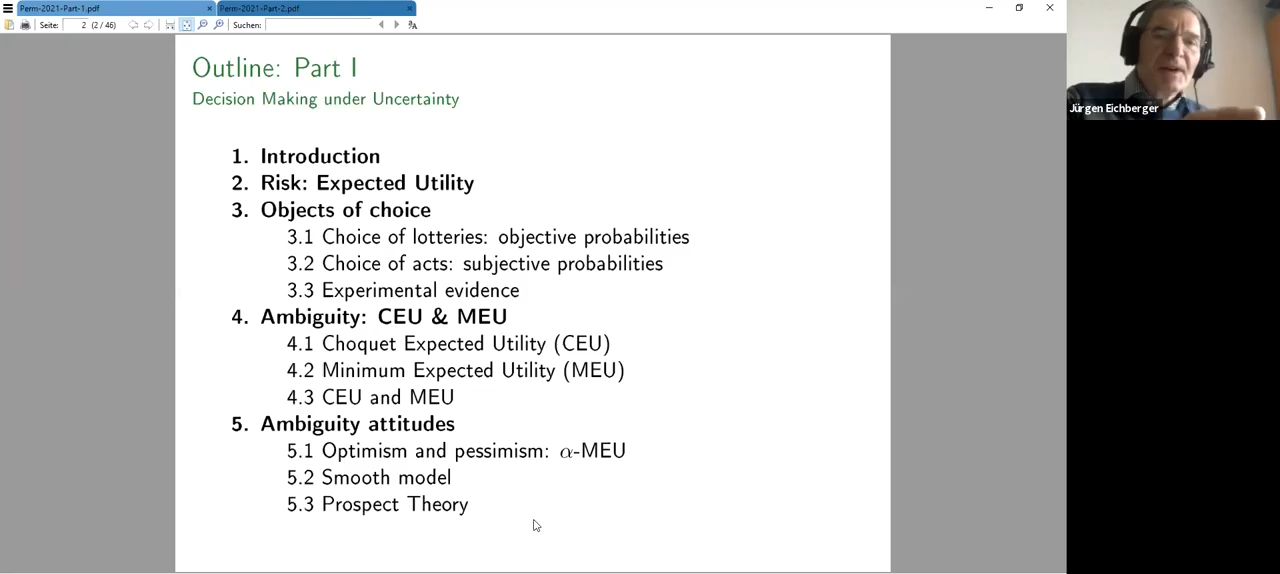 Perm-2021-Part-1.pdf
Perm-2021-Part-2.pdf
Seite: 2 (2 / 46) Suchen:
Outline: Part I
Decision Making under Uncertainty
1. Introduction
2. Risk: Expected Utility
3. Objects of choice
3.1 Choice of lotteries: objective probabilities
3.2 Choice of acts: subjective probabilities
3.3 Experimental evidence
4. Ambiguity: CEU & MEU
4.1 Choquet Expected Utility (CEU)
4.2 Minimum Expected Utility (MEU)
4.3 CEU and MEU
5. Ambiguity attitudes
5.1 Optimism and pessimism: α-MEU
5.2 Smooth model
5.3 Prospect Theory
Jürgen Eichberger